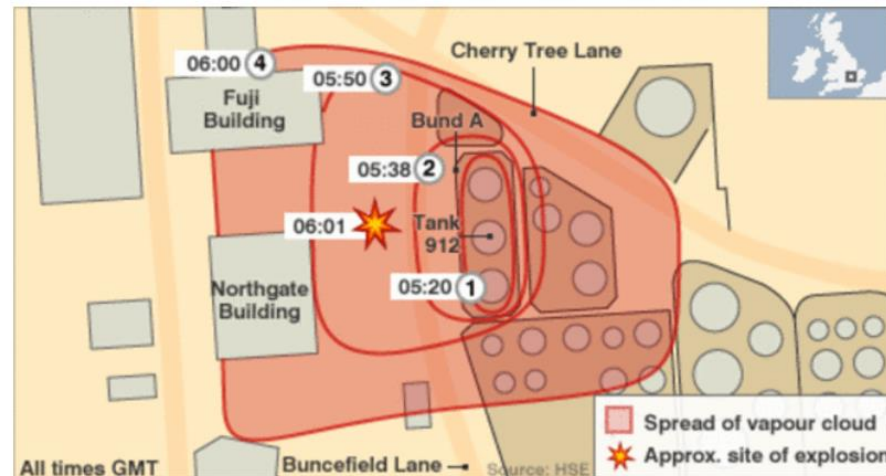 Cherry Tree Lane
06:00 4
05:50 3
Fuji
Building
Bund A
05:38 2
06:01
Tank
912
05:20 1
Northgate
Building
Spread of vapour cloud
Approx. site of explosion
All times GMT
Buncefield Lane
Source: HSE